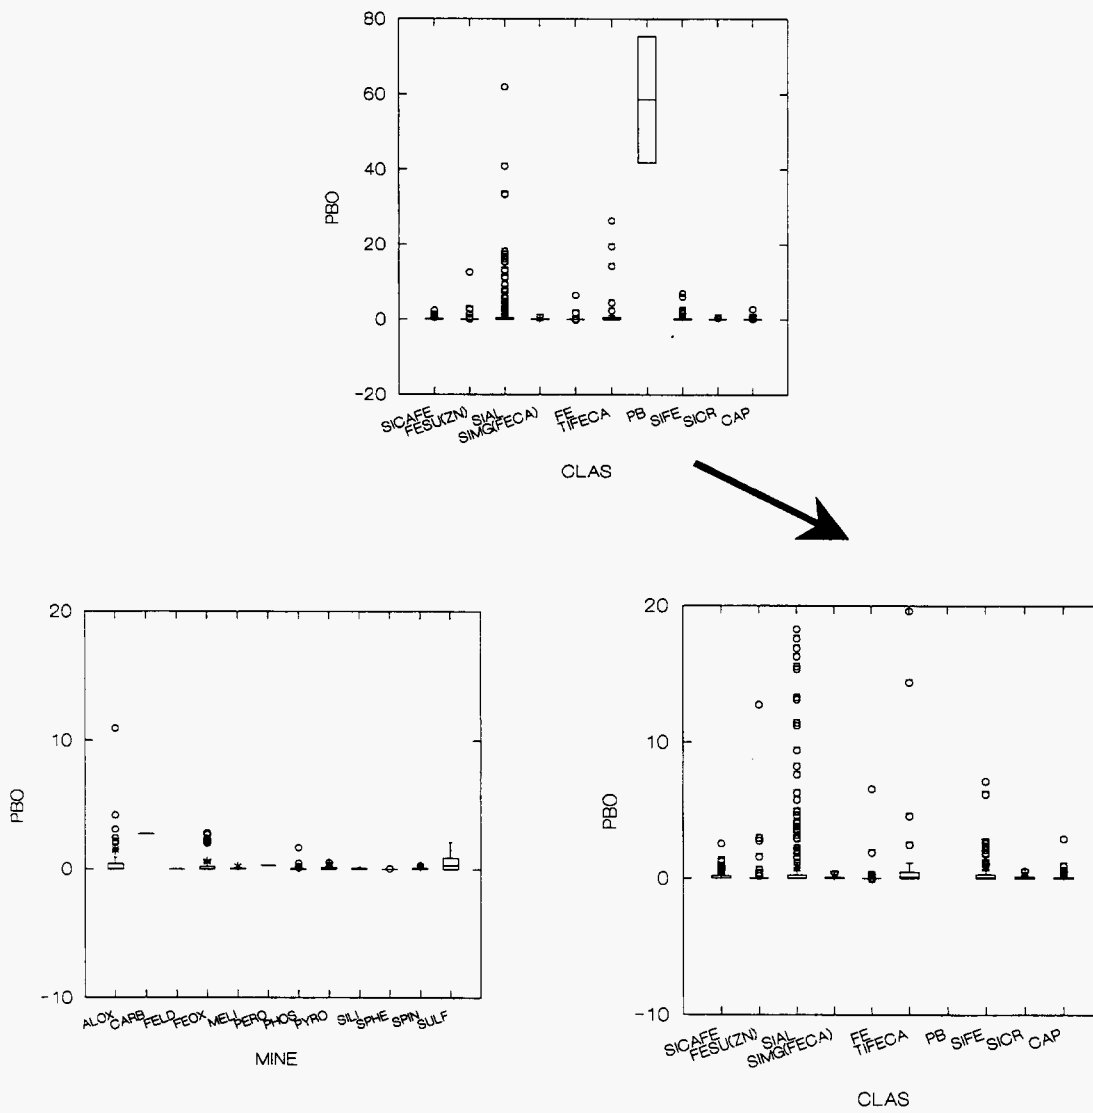 80
60
40
20
0
-20
PBO
SICAFE
FESU(ZN)
SIAL
SIMG(FECA)
FE
TIFECA
PB
SIFE
SICR
CAP
CLAS
20
10
0
-10
PBO
ALOX
CARB
FELD
FEOX
MELI
PERO
PHOS
PYRO
SILI
SPHE
SPIN
SULF
MINE
20
10
0
-10
PBO
SICAFE
FESU(ZN)
SIAL
SIMG(FECA)
FE
TIFECA
PB
SIFE
SICR
CAP
CLAS